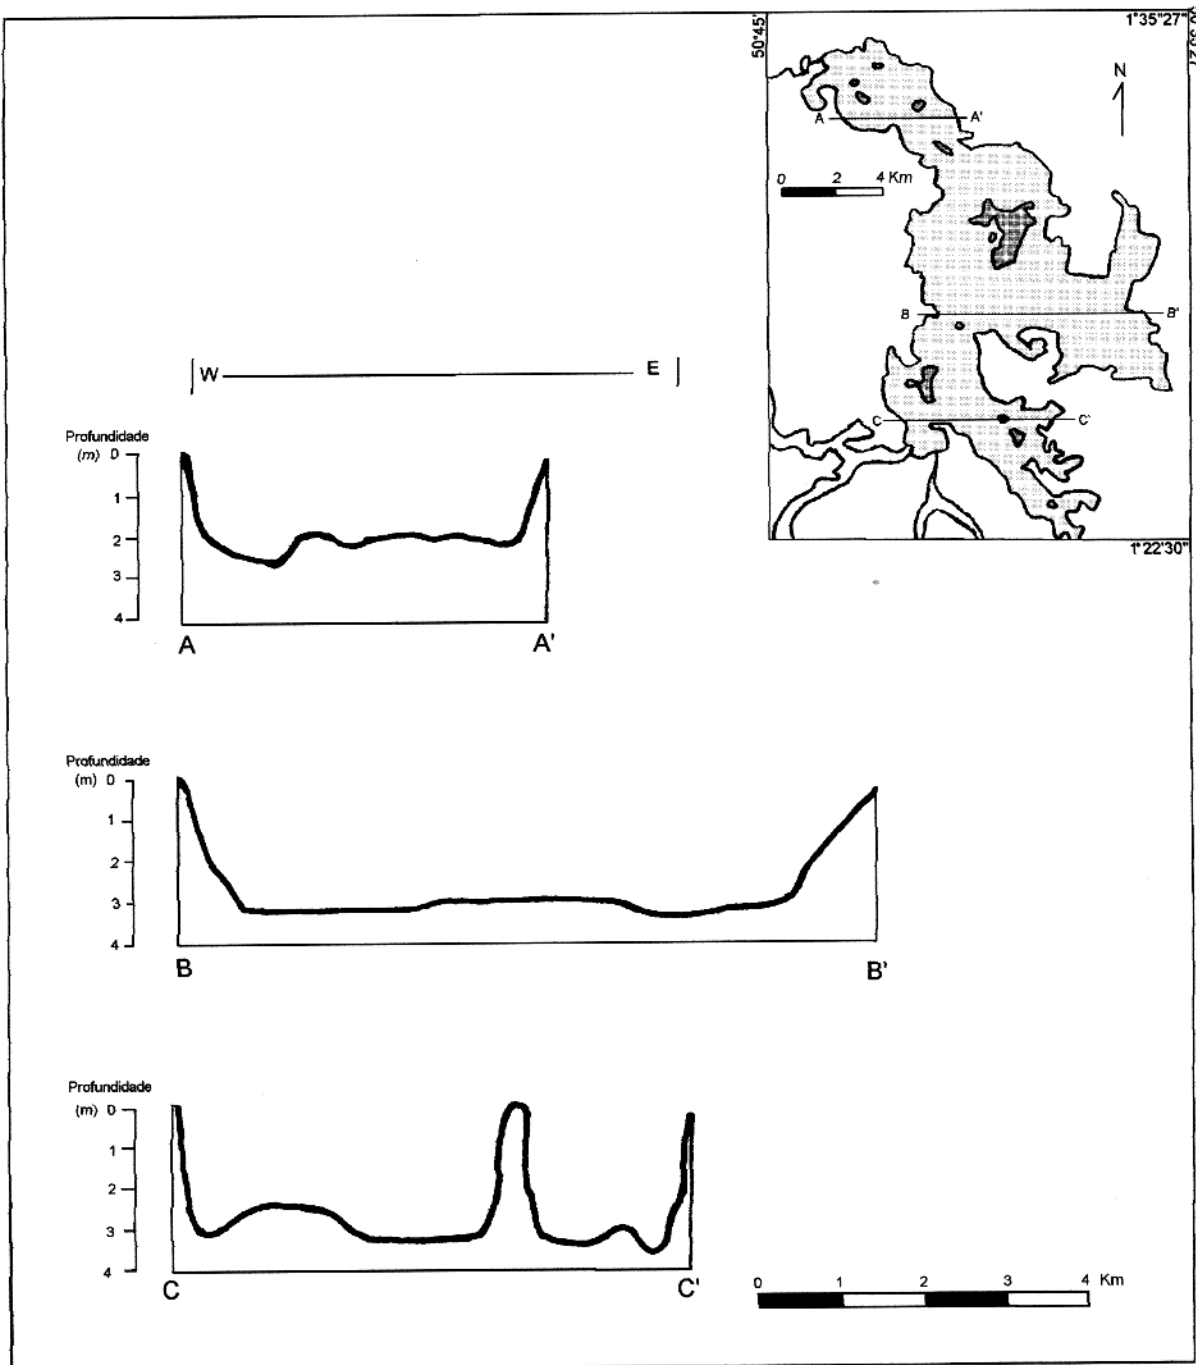 50°45'
1°35"27"
N
A A'
0 2 4 Km
B B'
C C'
1°22'30"
W E
Profundidade
(m) 0
1
2
3
4
A A'
Profundidade
(m) 0
1
2
3
4
B B'
Profundidade
(m) 0
1
2
3
4
C C'
0 1 2 3 4 Km